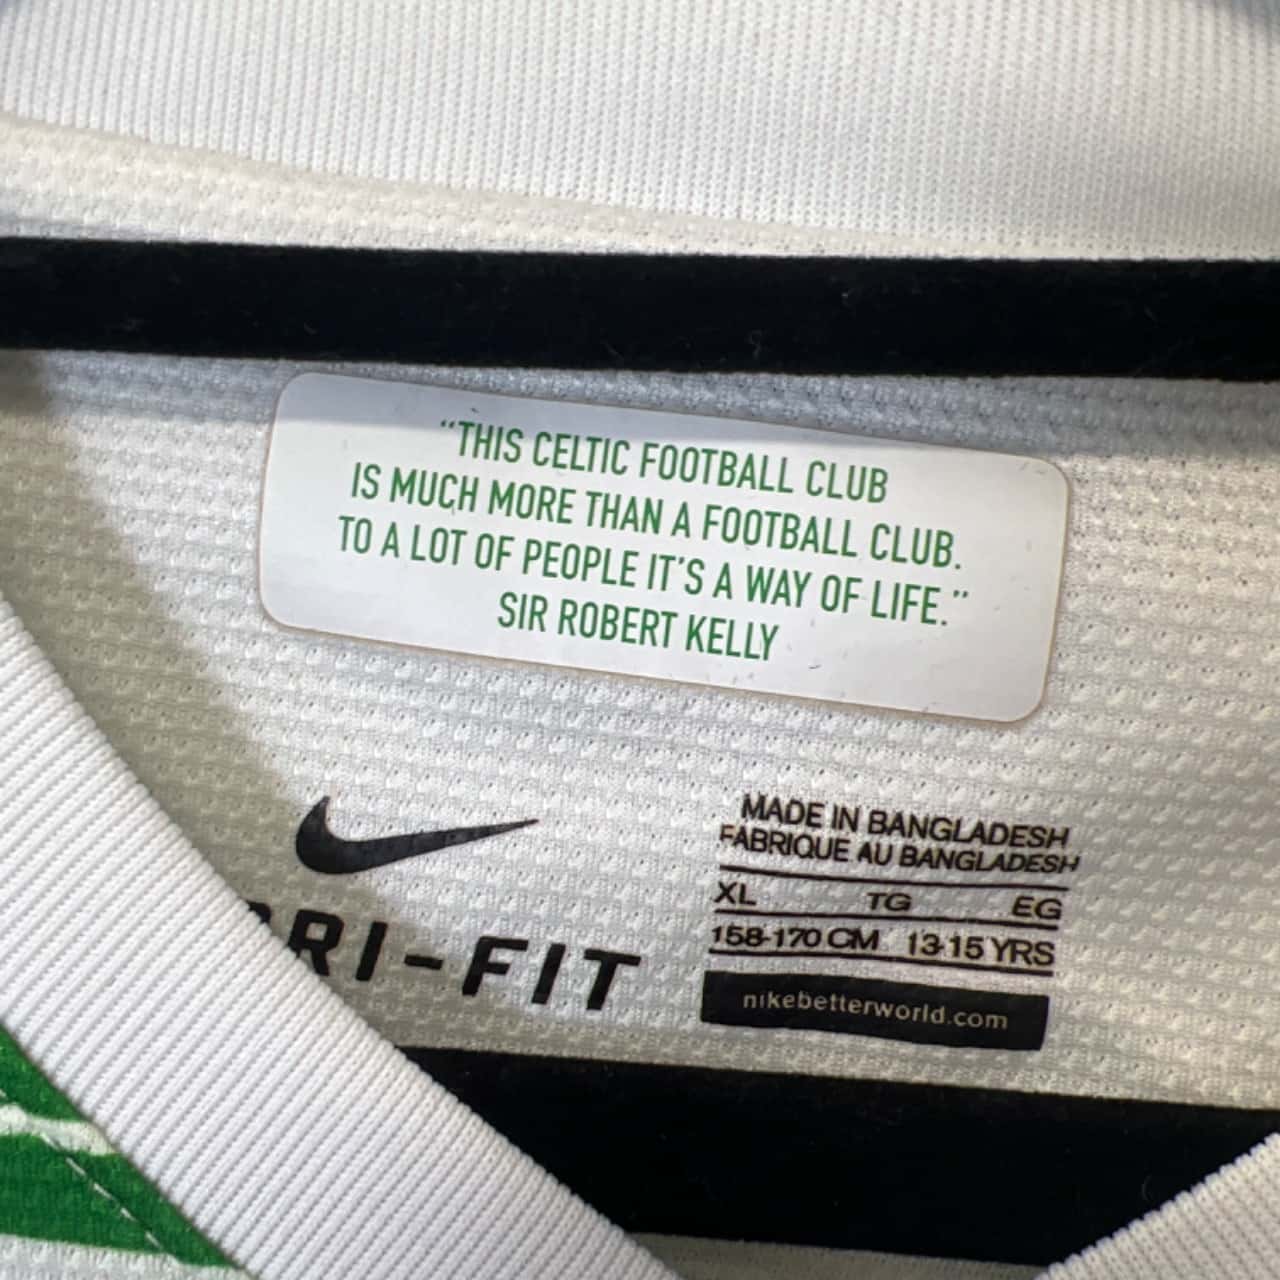 “THIS CELTIC FOOTBALL CLUB
IS MUCH MORE THAN A FOOTBALL CLUB.
TO A LOT OF PEOPLE IT'S A WAY OF LIFE.”
SIR ROBERT KELLY
DRI-FIT
MADE IN BANGLADESH
FABRIQUE AU BANGLADESH
XL TG EG
158-170 CM 13-15 YRS
nikebetterworld.com